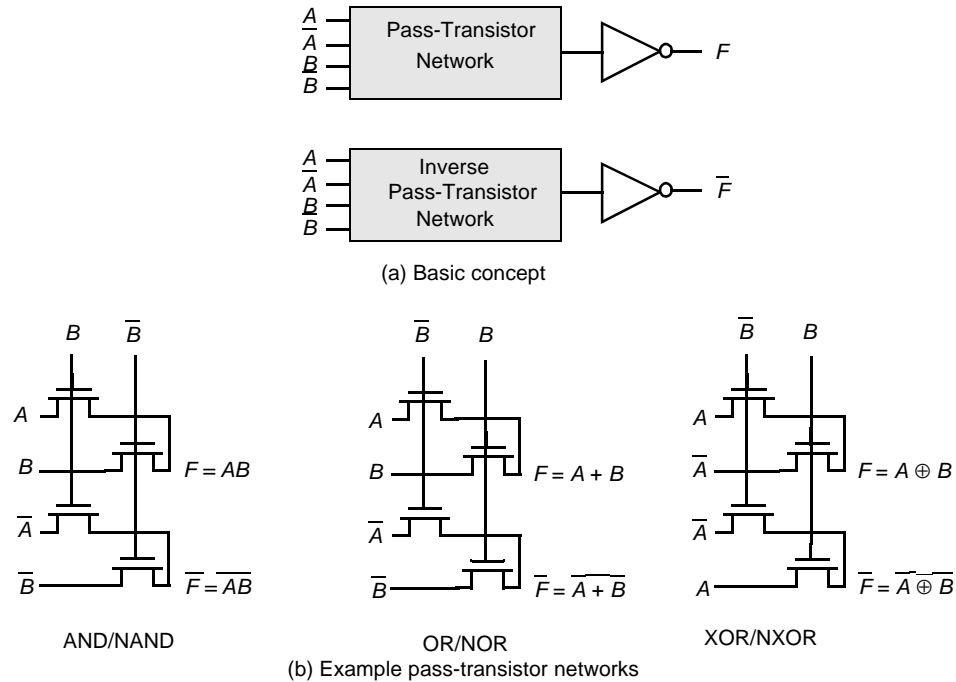 A
A̅
B
B̅
Pass-Transistor
Network
F
A
A̅
B
B̅
Inverse
Pass-Transistor
Network
F̅
(a) Basic concept
B B̅
A
B
F = AB
A̅
B̅
F̅ = A̅B̅
AND/NAND
B̅ B
A
B
F = A + B
A̅
B̅
F̅ = A̅ ̅+̅ ̅B̅
OR/NOR
B̅ B
A
A̅
F = A ⊕ B
A̅
A
F̅ = A̅ ̅⊕̅ ̅B̅
XOR/NXOR
(b) Example pass-transistor networks